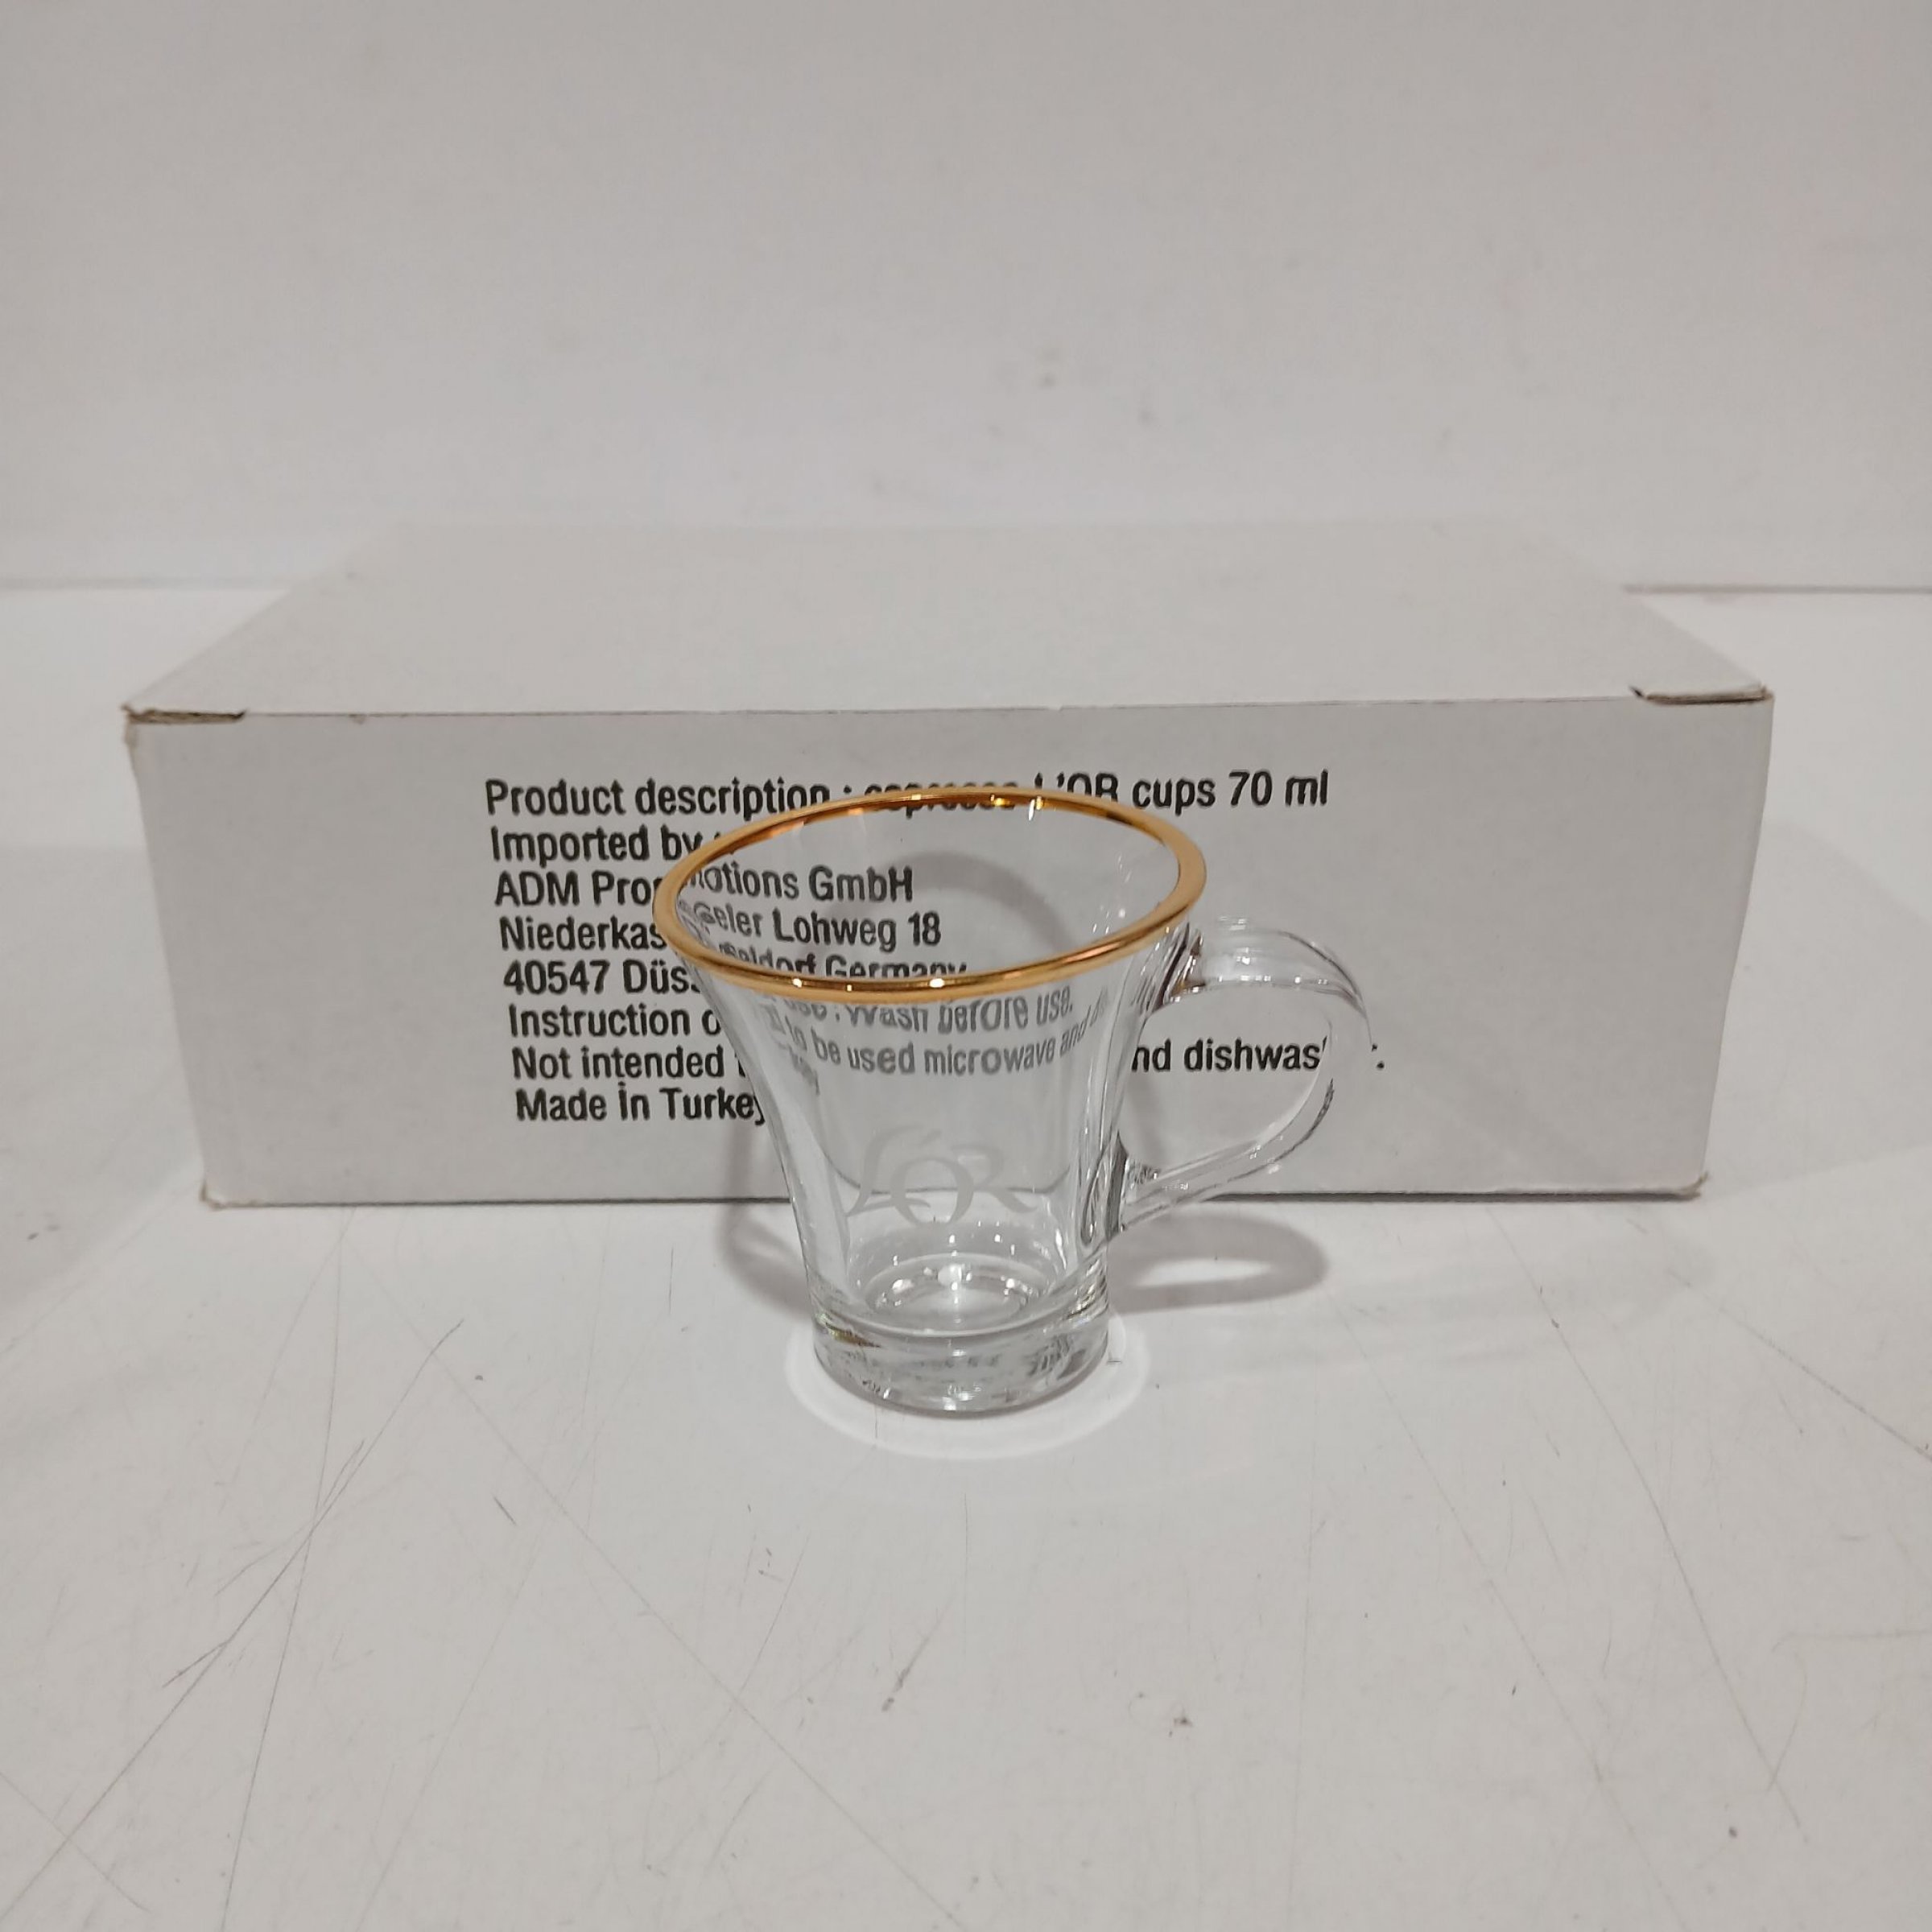 Product description : espresso L'OR cups 70 ml
Imported by :
ADM Promotions GmbH
Niederkasseler Lohweg 18
40547 Düsseldorf Germany
Instruction of use : Wash before use.
Not intended to be used microwave and dishwasher.
Made in Turkey
L'OR